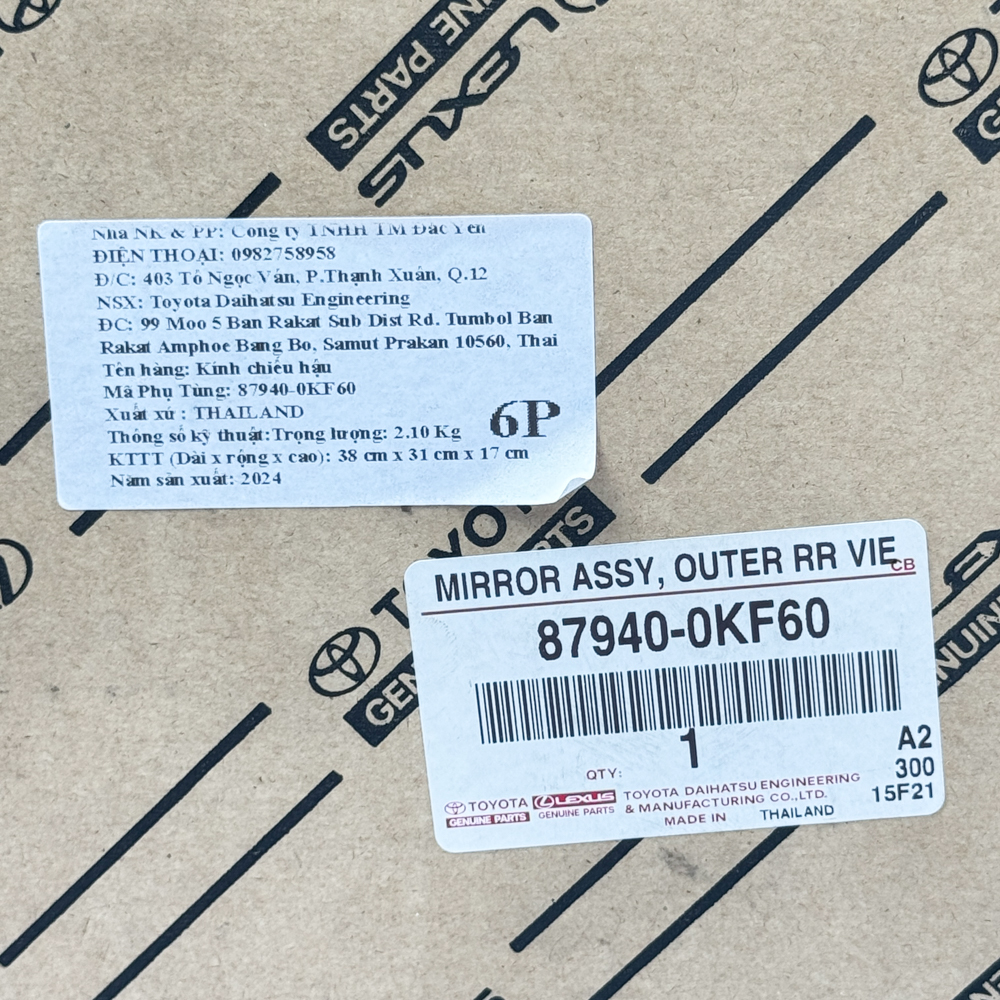 GENUINE PARTS
LEXUS
Nhà NK & PP: Công ty TNHH TM Đắc Yến
ĐIỆN THOẠI: 0982758958
Đ/C: 403 Tô Ngọc Vân, P.Thạnh Xuân, Q.12
NSX: Toyota Daihatsu Engineering
ĐC: 99 Moo 5 Ban Rakat Sub Dist Rd. Tumbol Ban
Rakat Amphoe Bang Bo, Samut Prakan 10560, Thai
Tên hàng: Kính chiếu hậu
Mã Phụ Tùng: 87940-0KF60
Xuất xứ : THAILAND
6P
Thông số kỹ thuật:Trọng lượng: 2.10 Kg
KTTT (Dài x rộng x cao): 38 cm x 31 cm x 17 cm
Năm sản xuất: 2024
MIRROR ASSY, OUTER RR VIE
CB
87940-0KF60
1
QTY:
A2
300
15F21
TOYOTA
GENUINE PARTS
LEXUS
GENUINE PARTS
TOYOTA DAIHATSU ENGINEERING
& MANUFACTURING CO.,LTD.
MADE IN THAILAND